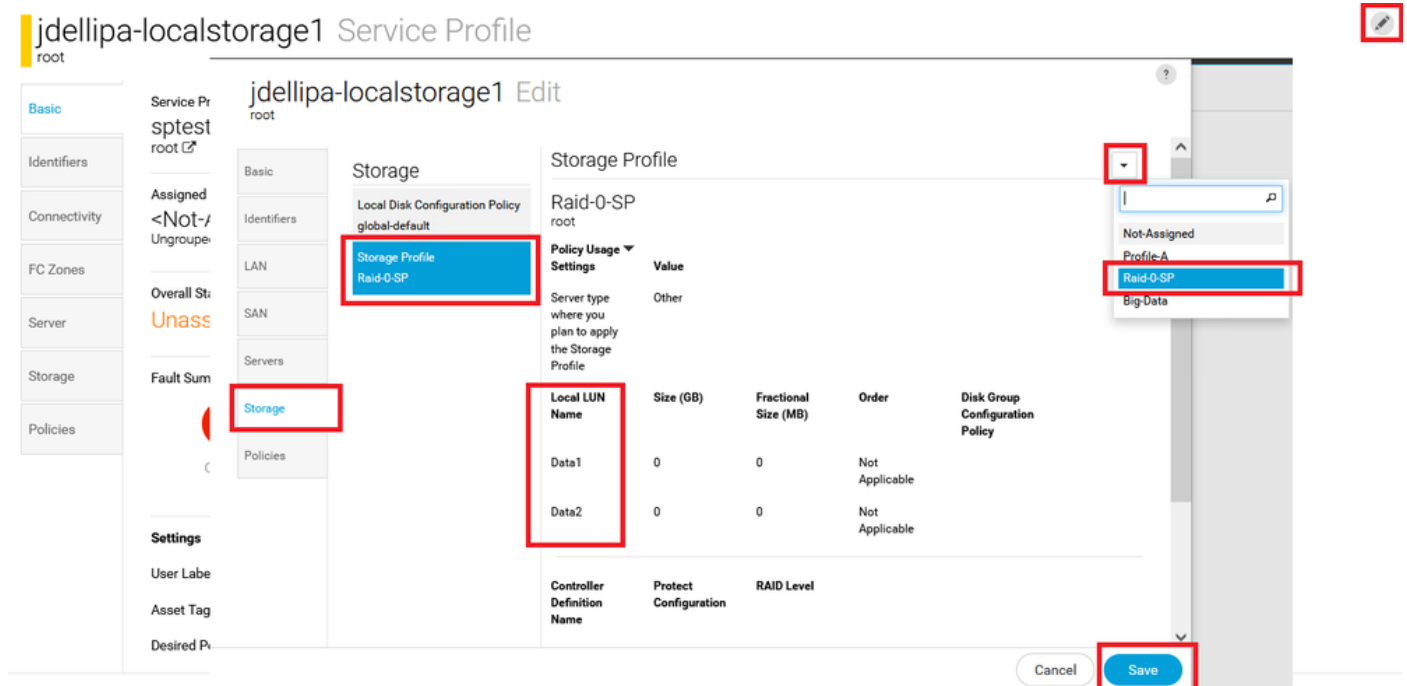 jdellipa-localstorage1 Service Profile
root
Basic
Identifiers
Connectivity
FC Zones
Server
Storage
Policies
Service Pr
sptest
root
Assigned
Ungroupe
Overall Sta
Unass
Fault Sum
Settings
User Labe
Asset Tag
Desired P
?
jdellipa-localstorage1 Edit
root
Basic
Identifiers
LAN
SAN
Servers
Storage
Policies
Storage
Local Disk Configuration Policy
global-default
Storage Profile
Raid-0-SP
Storage Profile
Raid-0-SP
root
Policy Usage
Settings Value
Server type Other
where you
plan to apply
the Storage
Profile
Local LUN Size (GB) Fractional Order Disk Group
Name Size (MB) Configuration
Policy
Data1 0 0 Not
Applicable
Data2 0 0 Not
Applicable
Controller Protect RAID Level
Definition Configuration
Name
Not-Assigned
Profile-A
Raid-0-SP
Big-Data
Cancel Save